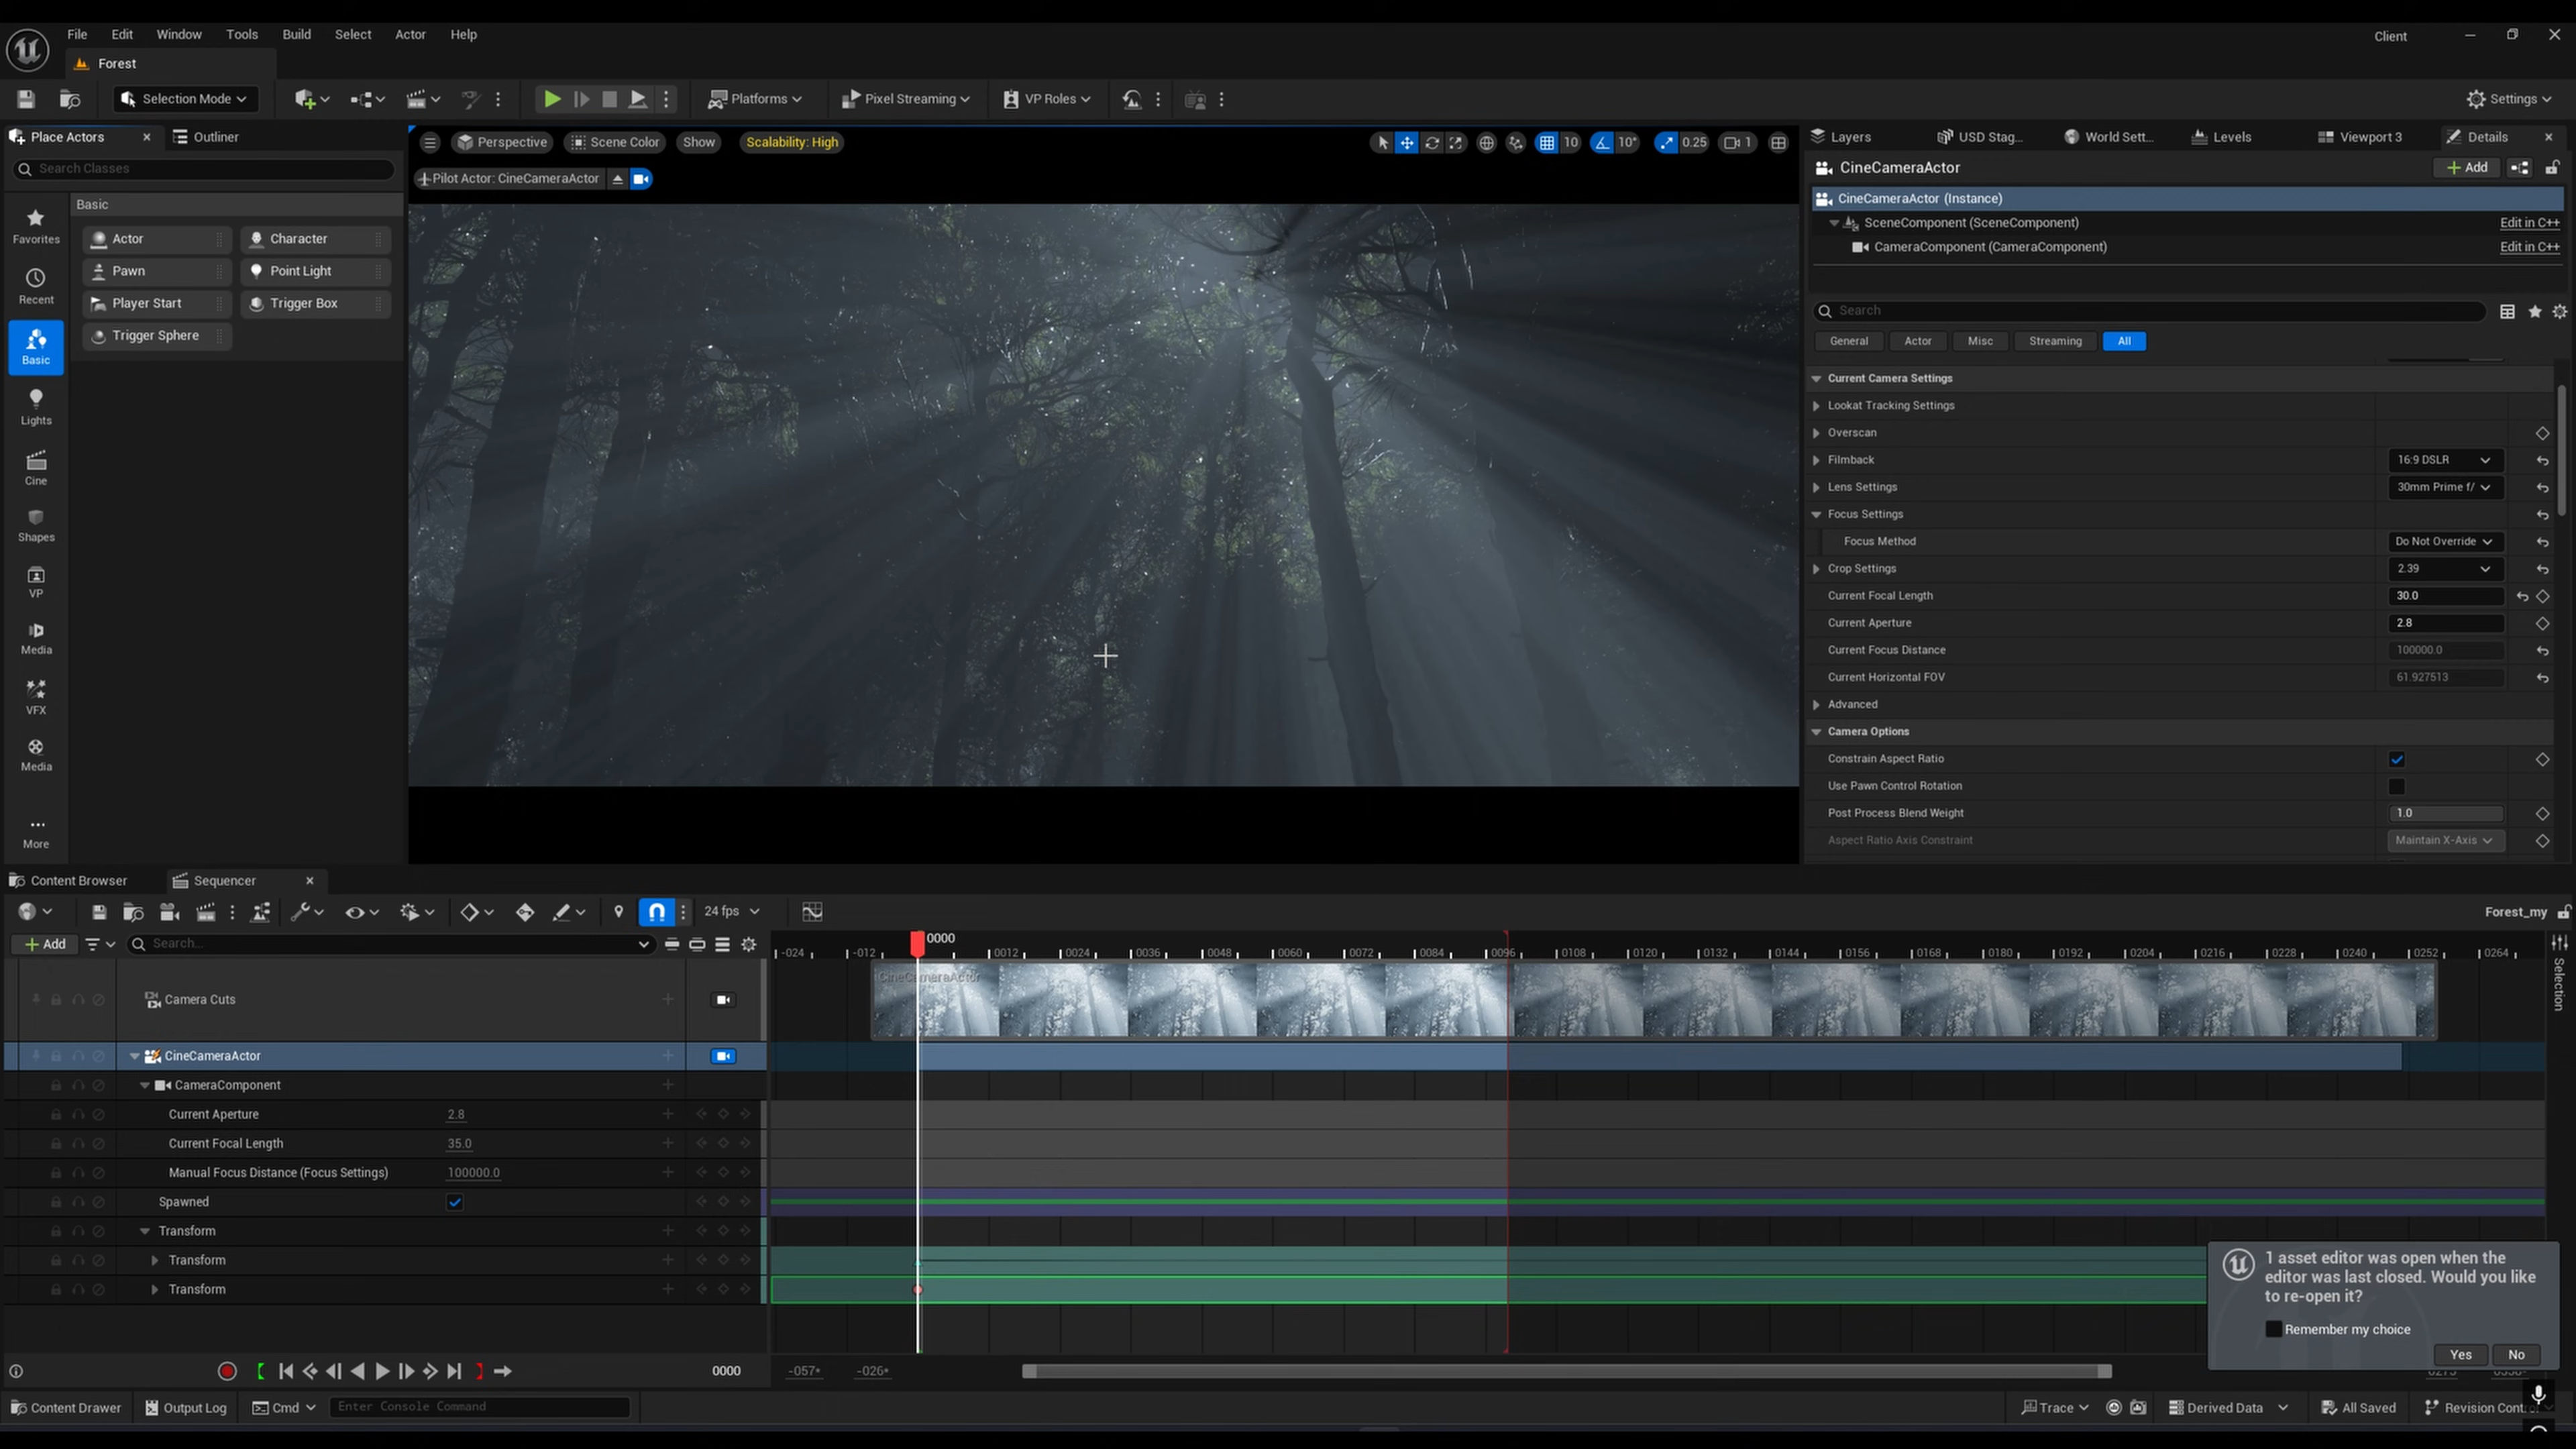 File Edit Window Tools Build Select Actor Help
Client
Forest
Selection Mode
Platforms
Pixel Streaming
VP Roles
Settings
Place Actors
Outliner
Search Classes
Favorites
Recent
Basic
Lights
Cine
Shapes
VP
Media
VFX
Media
More
Basic
Actor
Character
Pawn
Point Light
Player Start
Trigger Box
Trigger Sphere
Perspective
Scene Color
Show
Scalability: High
10
10°
0.25
1
Pilot Actor: CineCameraActor
Layers
USD Stag...
World Sett...
Levels
Viewport 3
Details
CineCameraActor
Add
CineCameraActor (Instance)
SceneComponent (SceneComponent)
Edit in C++
CameraComponent (CameraComponent)
Edit in C++
Search
General
Actor
Misc
Streaming
All
Current Camera Settings
Lookat Tracking Settings
Overscan
Filmback
16:9 DSLR
Lens Settings
30mm Prime f/
Focus Settings
Focus Method
Do Not Override
Crop Settings
2.39
Current Focal Length
30.0
Current Aperture
2.8
Current Focus Distance
100000.0
Current Horizontal FOV
61.927513
Advanced
Camera Options
Constrain Aspect Ratio
Use Pawn Control Rotation
Post Process Blend Weight
1.0
Aspect Ratio Axis Constraint
Maintain X-Axis
Content Browser
Sequencer
24 fps
Forest_my
Add
Search...
0000
-024 -012 0012 0024 0036 0048 0060 0072 0084 0096 0108 0120 0132 0144 0156 0168 0180 0192 0204 0216 0228 0240 0252 0264
Selection
Camera Cuts
CineCameraActor
CineCameraActor
CameraComponent
Current Aperture
2.8
Current Focal Length
35.0
Manual Focus Distance (Focus Settings)
100000.0
Spawned
Transform
Transform
Transform
1 asset editor was open when the
editor was last closed. Would you like
to re-open it?
Remember my choice
Yes
No
0000
-057*
-026*
Content Drawer
Output Log
Cmd
Enter Console Command
Trace
Derived Data
All Saved
Revision Contr